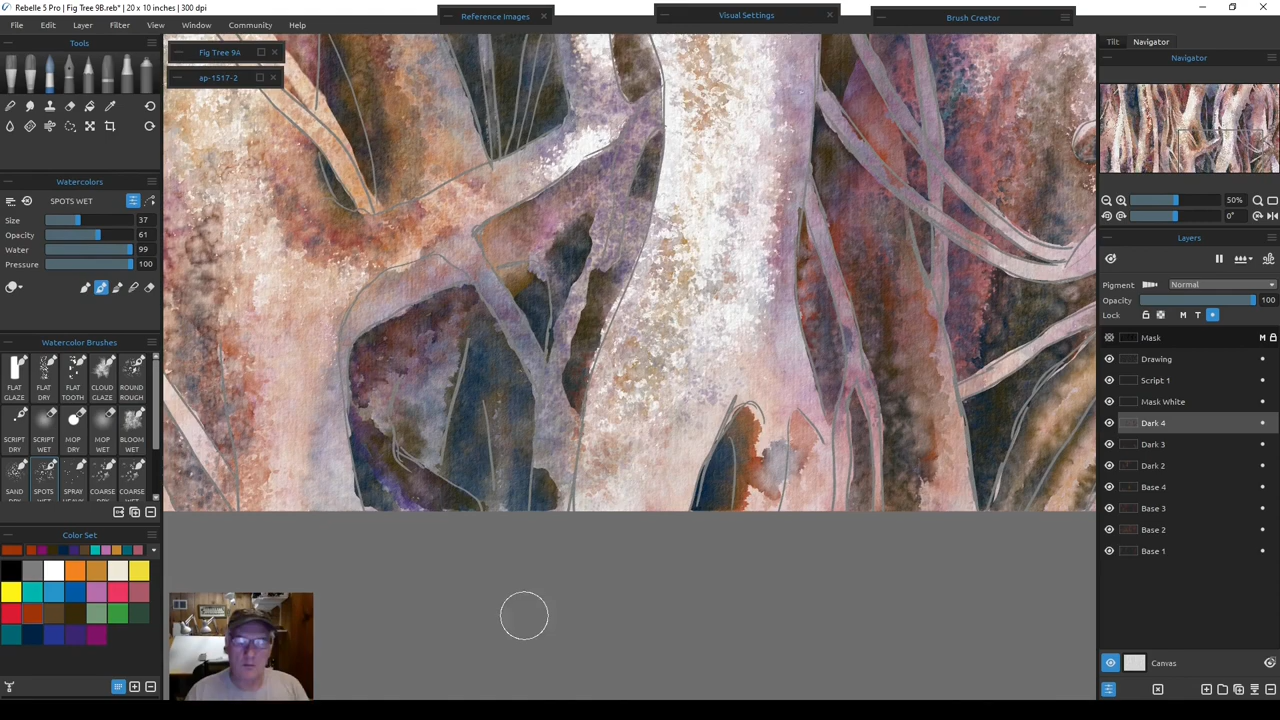 Rebelle 5 Pro | Fig Tree 9B.reb* | 20 x 10 inches | 300 dpi
File Edit Layer Filter View Window Community Help
Reference Images
Visual Settings
Brush Creator
Tools
Fig Tree 9A
ap-1517-2
Tilt Navigator
Navigator
50%
0°
Watercolors
SPOTS WET
Size 37
Opacity 61
Water 99
Pressure 100
Layers
Pigment Normal
Opacity 100
Lock M T
Mask M
Drawing
Script 1
Mask White
Dark 4
Dark 3
Dark 2
Base 4
Base 3
Base 2
Base 1
Watercolor Brushes
FLAT GLAZE
FLAT DRY
FLAT TOOTH
CLOUD GLAZE
ROUND ROUGH
SCRIPT DRY
SCRIPT WET
MOP DRY
MOP WET
BLOOM WET
SAND DRY
SPOTS WET
SPRAY HEAVY
COARSE DRY
COARSE WET
Color Set
Canvas